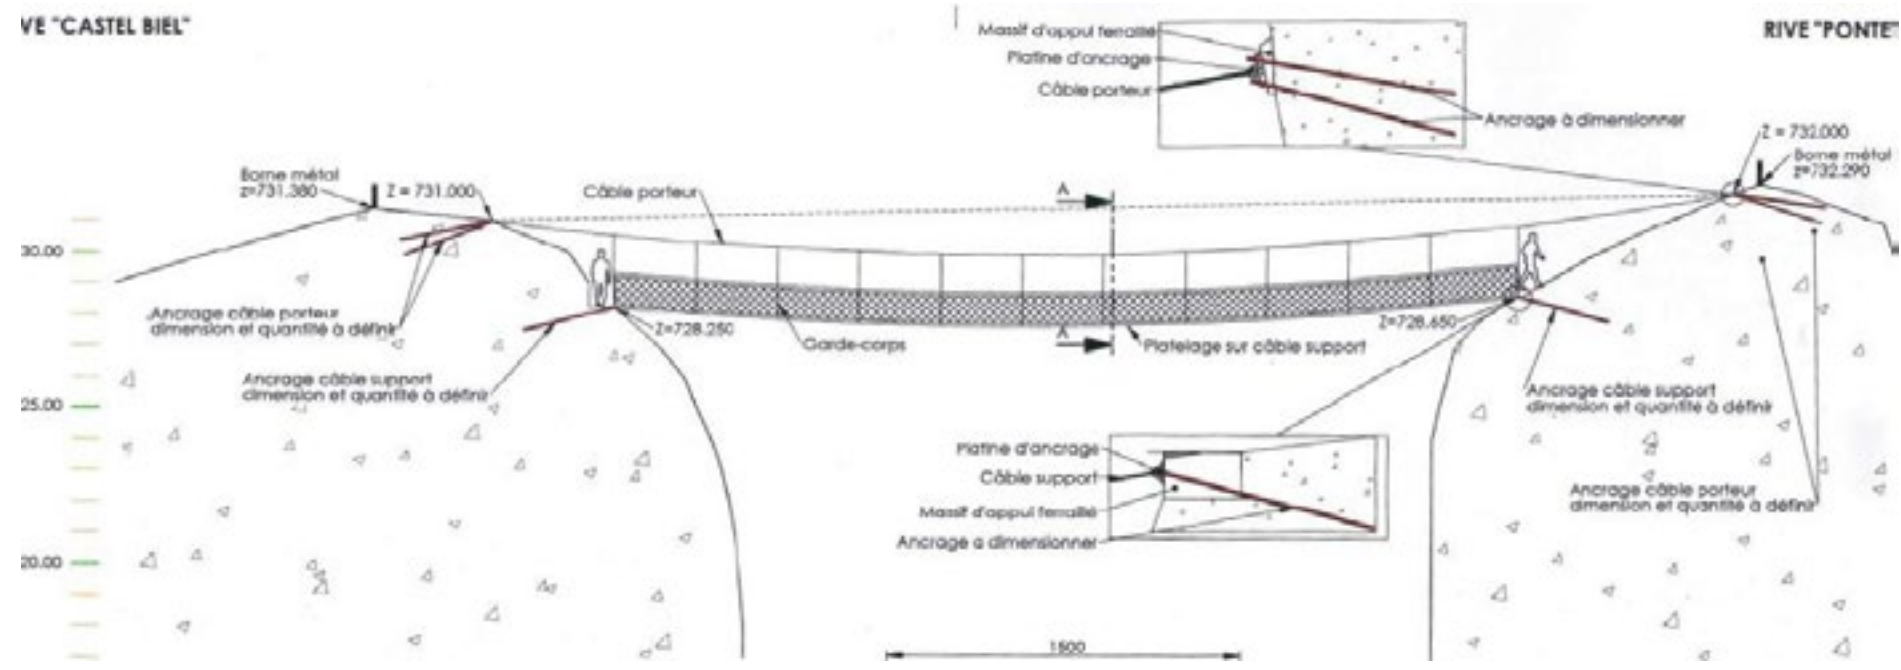 VE "CASTEL BIEL"
RIVE "PONTE"
Massif d'appui ferraillé
Platine d'ancrage
Câble porteur
Ancrage à dimensionner
Z = 732.000
Borne métal
z=732.290
Borne métal
z=731.380
Z = 731.000
Câble porteur
A
30.00
Ancrage câble porteur
dimension et quantité à définir
Z=728.250
Garde-corps
A
Platelage sur câble support
Z=728.650
Ancrage câble support
dimension et quantité à définir
Ancrage câble support
dimension et quantité à définir
25.00
Platine d'ancrage
Câble support
Massif d'appui ferraillé
Ancrage a dimensionner
Ancrage câble porteur
dimension et quantité à définir
20.00
1500